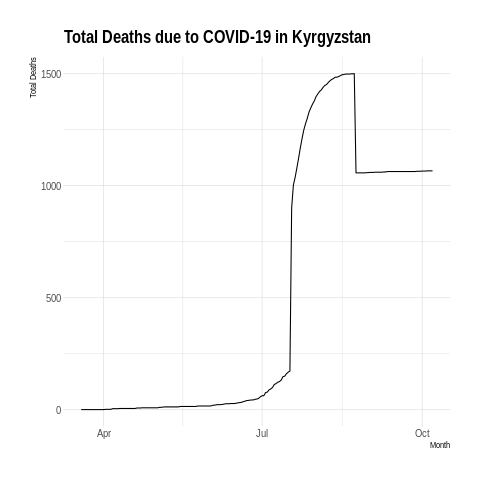 Total Deaths due to COVID-19 in Kyrgyzstan
Total Deaths
1500
1000
500
0
Apr
Jul
Oct
Month